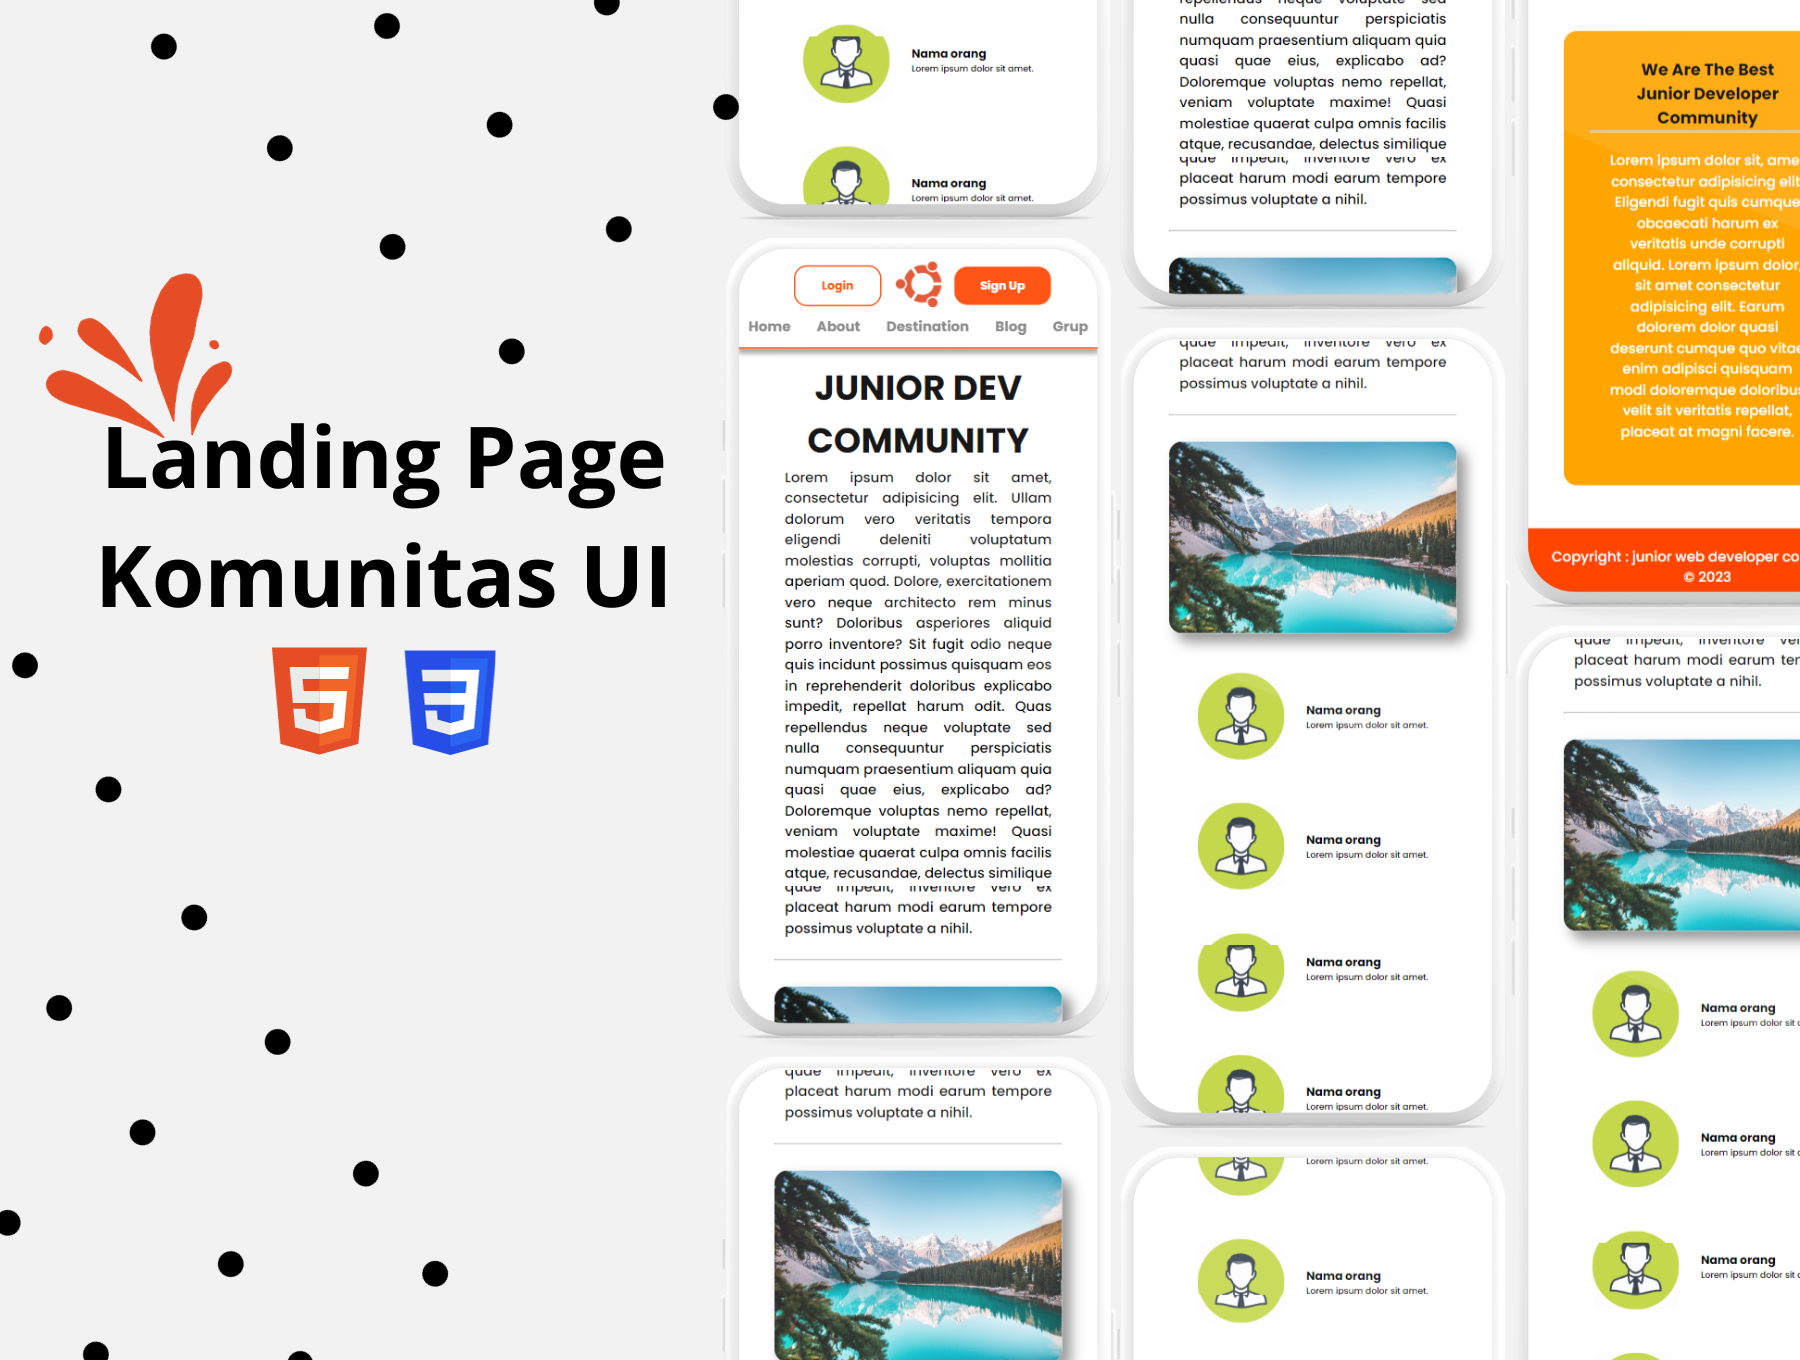 Landing Page
Komunitas UI
Nama orang
Lorem ipsum dolor sit amet.
Nama orang
Lorem ipsum dolor sit amet.
Login
Sign Up
Home About Destination Blog Grup
JUNIOR DEV
COMMUNITY
Lorem ipsum dolor sit amet,
consectetur adipisicing elit. Ullam
dolorum vero veritatis tempora
eligendi deleniti voluptatum
molestias corrupti, voluptas mollitia
aperiam quod. Dolore, exercitationem
vero neque architecto rem minus
sunt? Doloribus asperiores aliquid
porro inventore? Sit fugit odio neque
quis incidunt possimus quisquam eos
in reprehenderit doloribus explicabo
impedit, repellat harum odit. Quas
repellendus neque voluptate sed
nulla consequuntur perspiciatis
numquam praesentium aliquam quia
quasi quae eius, explicabo ad?
Doloremque voluptas nemo repellat,
veniam voluptate maxime! Quasi
molestiae quaerat culpa omnis facilis
atque, recusandae, delectus similique
quae impedit, inventore vero ex
placeat harum modi earum tempore
possimus voluptate a nihil.
quae impedit, inventore vero ex
placeat harum modi earum tempore
possimus voluptate a nihil.
repellendus neque voluptate sed
nulla consequuntur perspiciatis
numquam praesentium aliquam quia
quasi quae eius, explicabo ad?
Doloremque voluptas nemo repellat,
veniam voluptate maxime! Quasi
molestiae quaerat culpa omnis facilis
atque, recusandae, delectus similique
quae impedit, inventore vero ex
placeat harum modi earum tempore
possimus voluptate a nihil.
quae impedit, inventore vero ex
placeat harum modi earum tempore
possimus voluptate a nihil.
Nama orang
Lorem ipsum dolor sit amet.
Nama orang
Lorem ipsum dolor sit amet.
Nama orang
Lorem ipsum dolor sit amet.
Nama orang
Lorem ipsum dolor sit amet.
Lorem ipsum dolor sit amet.
Nama orang
Lorem ipsum dolor sit amet.
We Are The Best
Junior Developer
Community
Lorem ipsum dolor sit, ame
consectetur adipisicing elit
Eligendi fugit quis cumque
obcaecati harum ex
veritatis unde corrupti
aliquid. Lorem ipsum dolor,
sit amet consectetur
adipisicing elit. Earum
dolorem dolor quasi
deserunt cumque quo vitae
enim adipisci quisquam
modi doloremque doloribus
velit sit veritatis repellat,
placeat at magni facere.
Copyright : junior web developer co
© 2023
quae impedit, inventore ver
placeat harum modi earum ten
possimus voluptate a nihil.
Nama orang
Lorem ipsum dolor sit a
Nama orang
Lorem ipsum dolor sit a
Nama orang
Lorem ipsum dolor sit a